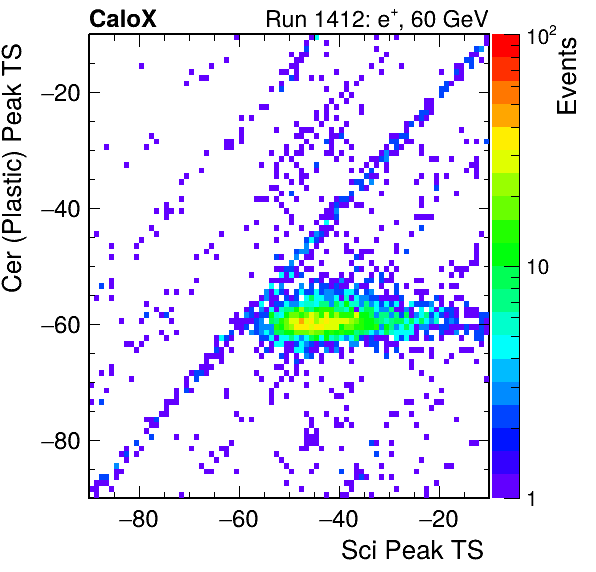 CaloX Run 1412: e⁺, 60 GeV
Cer (Plastic) Peak TS
−20
−40
−60
−80
−80 −60 −40 −20
Sci Peak TS
10²
10
1
Events